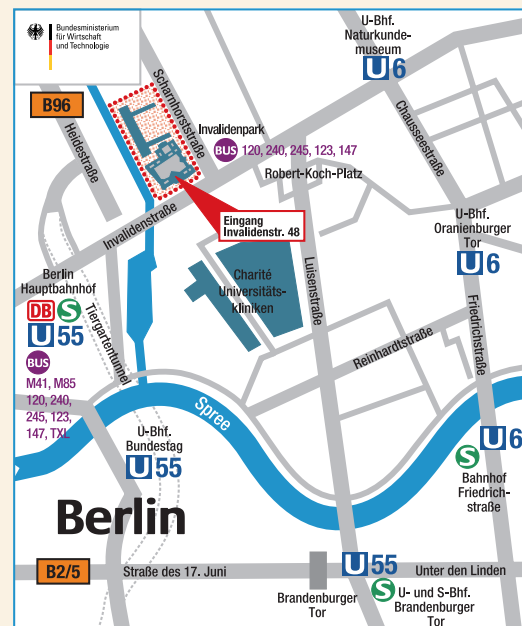 Bundesministerium
für Wirtschaft
und Technologie
U-Bhf.
Naturkunde-
museum
U 6
B96
Heidestraße
Scharnhorststraße
Chausseestraße
Invalidenpark
BUS 120, 240, 245, 123, 147
Robert-Koch-Platz
Invalidenstraße
Eingang
Invalidenstr. 48
U-Bhf.
Oranienburger
Tor
U 6
Berlin
Hauptbahnhof
DB S
U 55
BUS
M41, M85
120, 240,
245, 123,
147, TXL
Tiergartentunnel
Charité
Universitäts-
kliniken
Luisenstraße
Reinhardtstraße
Friedrichstraße
Spree
U-Bhf.
Bundestag
U 55
U 6
S
Bahnhof
Friedrich-
straße
Berlin
B2/5
Straße des 17. Juni
Brandenburger
Tor
U 55
Unter den Linden
S
U- und S-Bhf.
Brandenburger
Tor